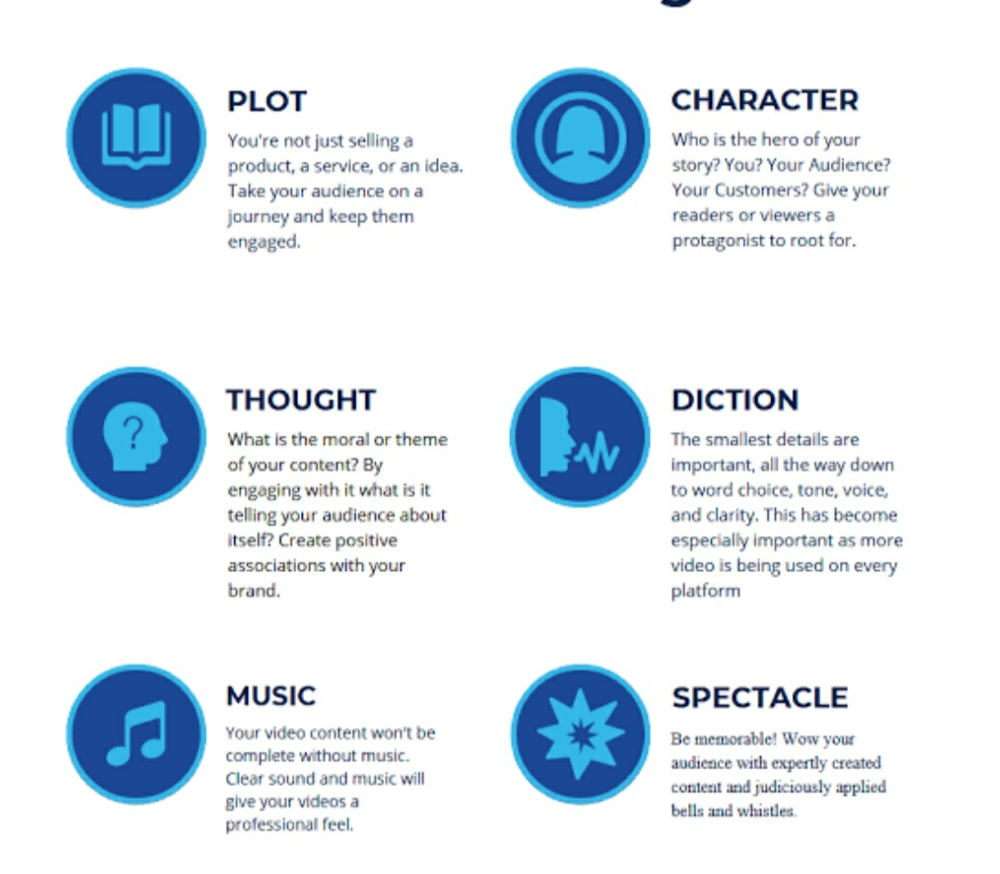 PLOT
You're not just selling a
product, a service, or an idea.
Take your audience on a
journey and keep them
engaged.
CHARACTER
Who is the hero of your
story? You? Your Audience?
Your Customers? Give your
readers or viewers a
protagonist to root for.
THOUGHT
What is the moral or theme
of your content? By
engaging with it what is it
telling your audience about
itself? Create positive
associations with your
brand.
DICTION
The smallest details are
important, all the way down
to word choice, tone, voice,
and clarity. This has become
especially important as more
video is being used on every
platform
MUSIC
Your video content won't be
complete without music.
Clear sound and music will
give your videos a
professional feel.
SPECTACLE
Be memorable! Wow your
audience with expertly created
content and judiciously applied
bells and whistles.